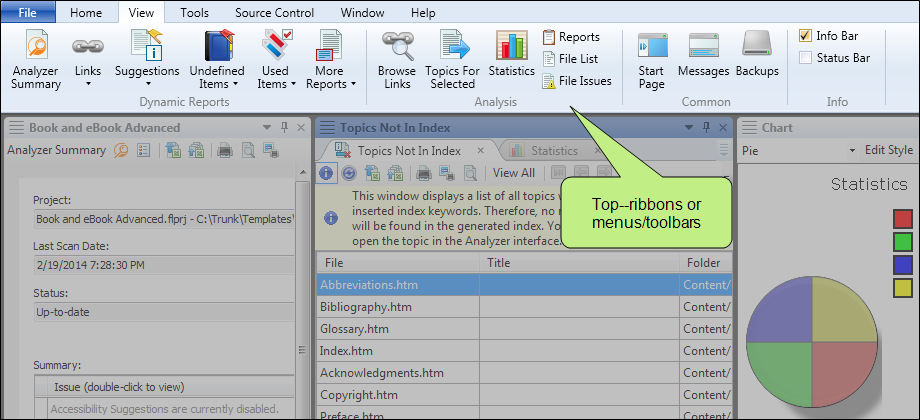 File Home View Tools Source Control Window Help
Analyzer Summary
Links
Suggestions
Undefined Items
Used Items
More Reports
Dynamic Reports
Browse Links
Topics For Selected
Statistics
Reports
File List
File Issues
Analysis
Start Page
Messages
Backups
Common
Info Bar
Status Bar
Info
Book and eBook Advanced
Analyzer Summary
Project:
Book and eBook Advanced.flprj - C:\Trunk\Templates\
Last Scan Date:
2/19/2014 7:28:30 PM
Status:
Up-to-date
Summary:
Issue (double-click to view)
Accessibility Suggestions are currently disabled.
Topics Not In Index
Topics Not In Index Statistics
View All
This window displays a list of all topics
inserted index keywords. Therefore, no
will be found in the generated index. You
open the topic in the Analyzer interface.
File Title Folder
Abbreviations.htm Content/
Bibliography.htm Content/
Glossary.htm Content/
Index.htm Content/
Acknowledgments.htm Content/
Copyright.htm Content/
Preface.htm Content/
Top--ribbons or
menus/toolbars
Chart
Pie Edit Style
Statistics